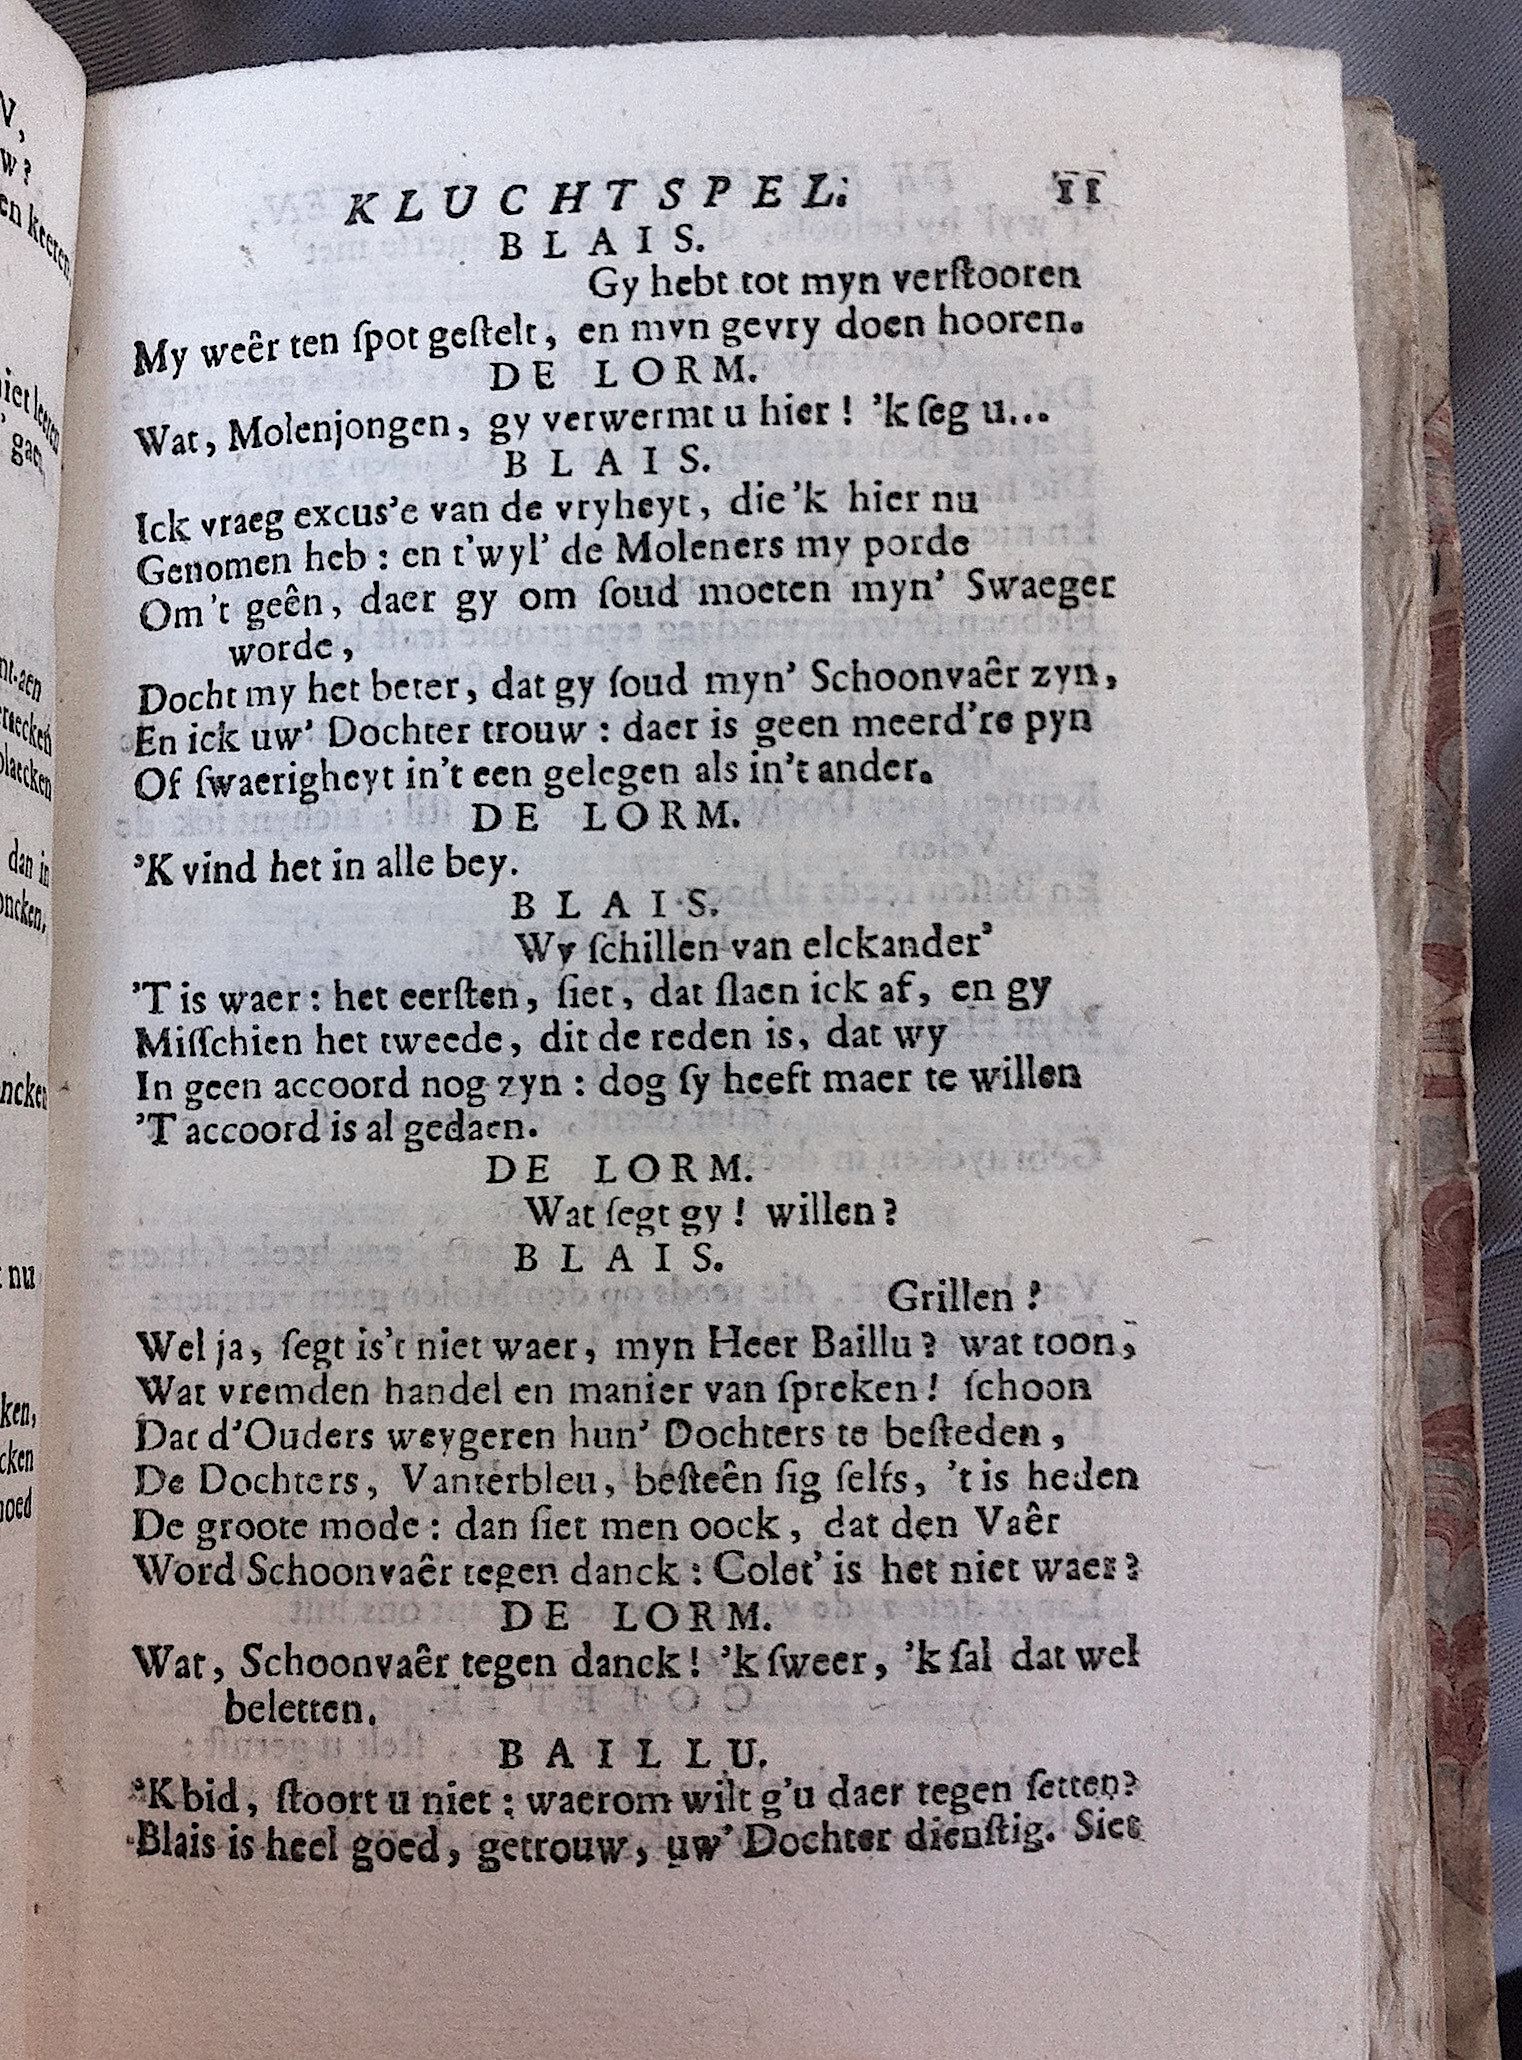 KLUCHTSPEL. 11
BLAIS.
Gy hebt tot myn verſtooren
My weêr ten ſpot geſtelt, en myn gevry doen hooren.
DE LORM.
Wat, Molenjongen, gy verwermt u hier! 'k ſeg u...
BLAIS.
Ick vraeg excus'e van de vryheyt, die 'k hier nu
Genomen heb: en t'wyl' de Moleners my porde
Om 't geên, daer gy om ſoud moeten myn' Swaeger
worde,
Docht my het beter, dat gy ſoud myn' Schoonvaêr zyn,
En ick uw' Dochter trouw: daer is geen meerd're pyn
Of ſwaerigheyt in't een gelegen als in't ander.
DE LORM.
'K vind het in alle bey.
BLAIS.
Wy ſchillen van elckander'
'T is waer: het eerſten, ſiet, dat ſlaen ick af, en gy
Miſſchien het tweede, dit de reden is, dat wy
In geen accoord nog zyn: dog ſy heeft maer te willen
'T accoord is al gedaen.
DE LORM.
Wat ſegt gy! willen?
BLAIS.
Grillen?
Wel ja, ſegt is't niet waer, myn Heer Baillu? wat toon,
Wat vremden handel en manier van ſpreken! ſchoon
Dat d'Ouders weygeren hun' Dochters te beſteden,
De Dochters, Vanterbleu, beſteên ſig ſelfs, 't is heden
De groote mode: dan ſiet men oock, dat den Vaêr
Word Schoonvaêr tegen danck: Colet' is het niet waer?
DE LORM.
Wat, Schoonvaêr tegen danck! 'k ſweer, 'k ſal dat wel
beletten.
BAILLU.
'K bid, ſtoort u niet: waerom wilt g'u daer tegen ſetten?
Blais is heel goed, getrouw, uw' Dochter dienſtig. Siet